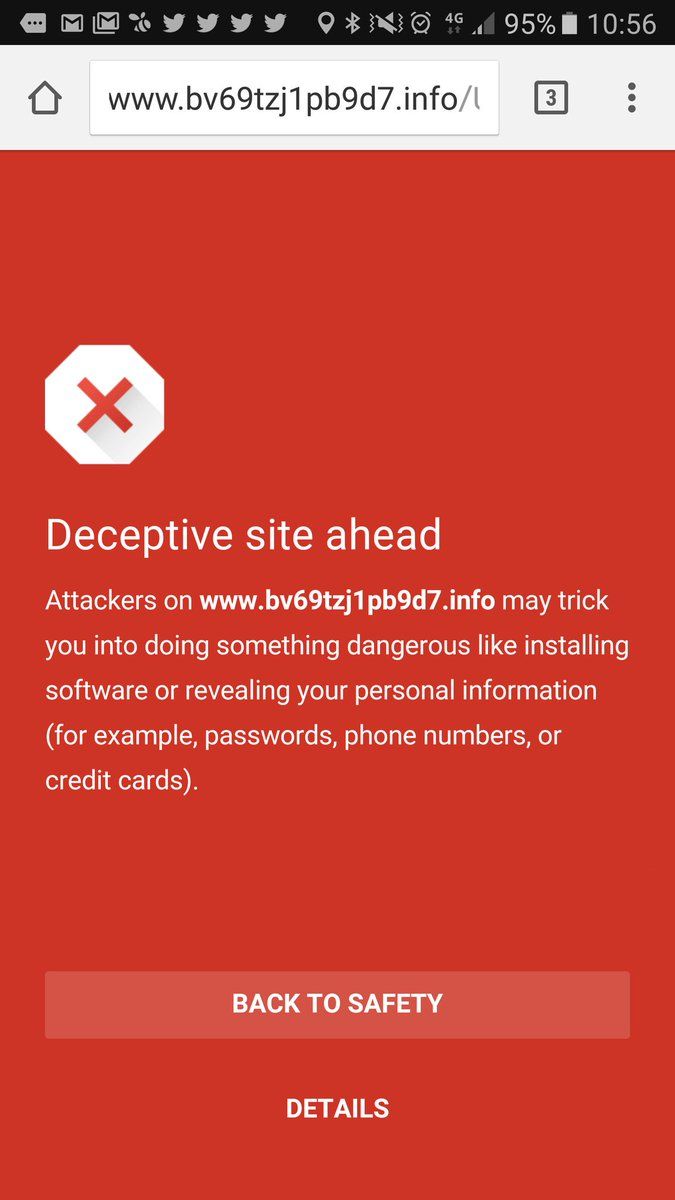 4G 95% 10:56
www.bv69tzj1pb9d7.info/ 3
Deceptive site ahead
Attackers on www.bv69tzj1pb9d7.info may trick
you into doing something dangerous like installing
software or revealing your personal information
(for example, passwords, phone numbers, or
credit cards).
BACK TO SAFETY
DETAILS